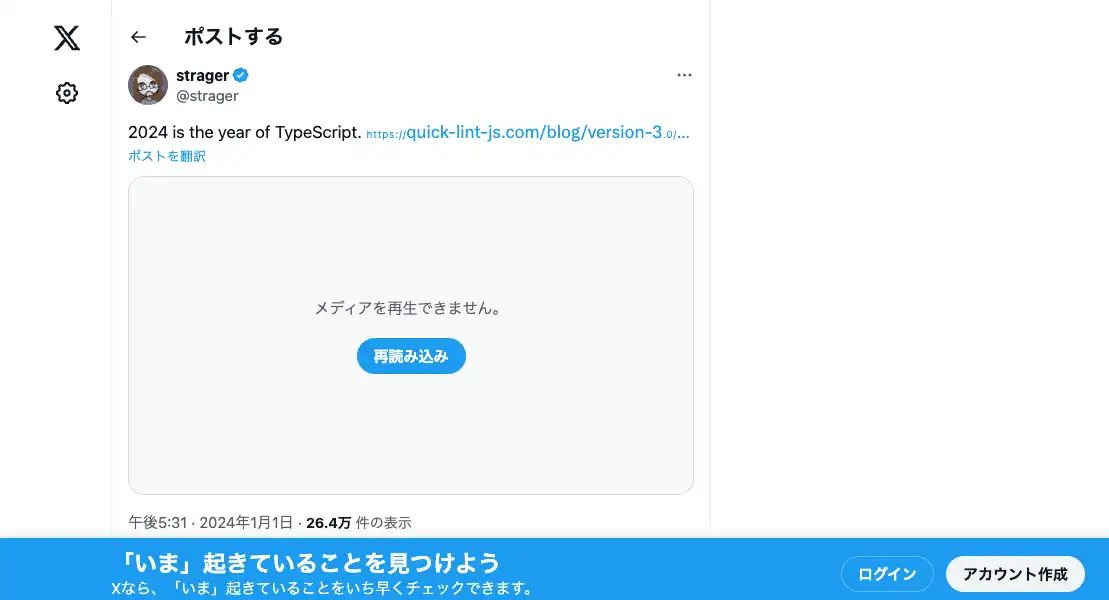 ポストする
strager
@strager
2024 is the year of TypeScript. https://quick-lint-js.com/blog/version-3.0/…
ポストを翻訳
メディアを再生できません。
再読み込み
午後5:31 · 2024年1月1日 · 26.4万 件の表示
「いま」起きていることを見つけよう
Xなら、「いま」起きていることをいち早くチェックできます。
ログイン
アカウント作成